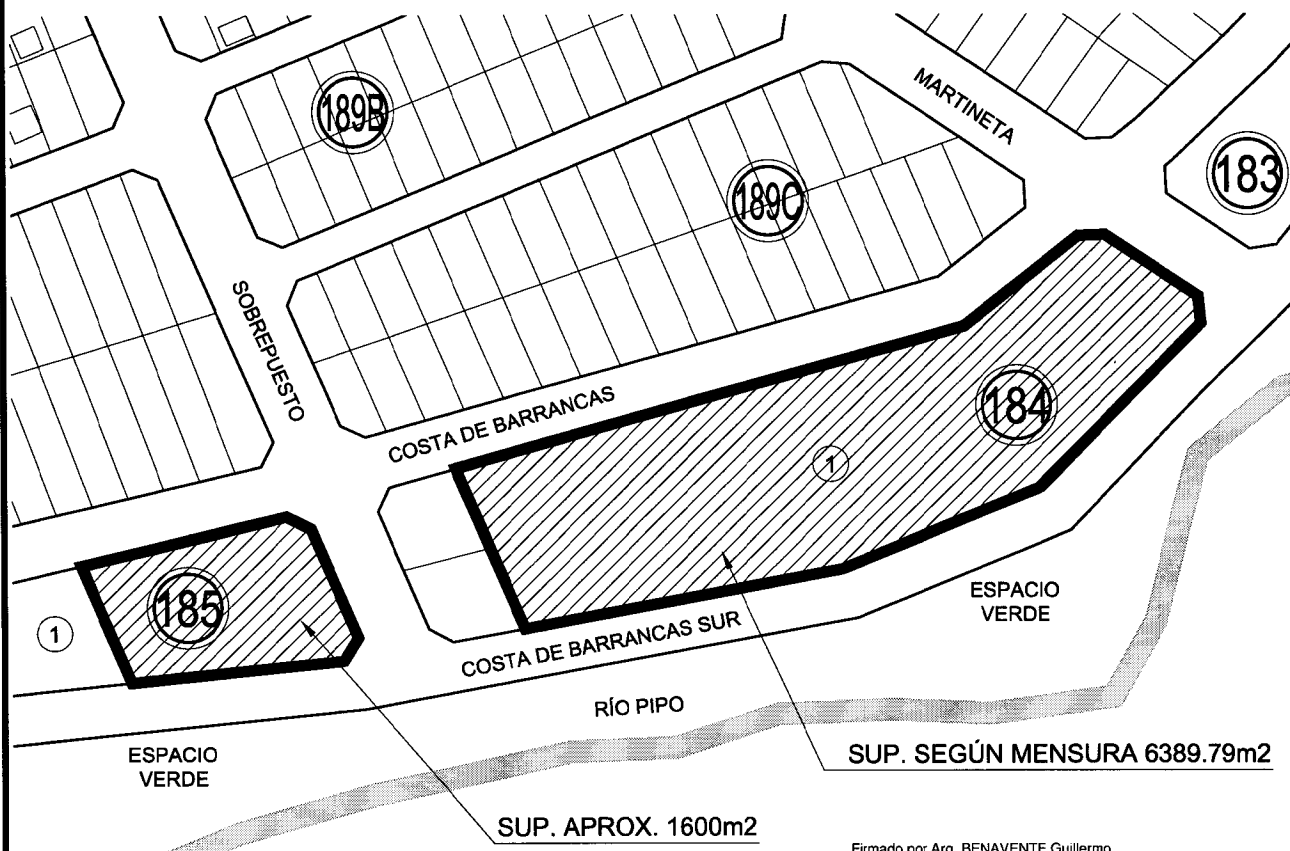 189B
MARTINETA
183
189C
SOBREPUESTO
COSTA DE BARRANCAS
184
1
185
1
ESPACIO
VERDE
COSTA DE BARRANCAS SUR
RÍO PIPO
ESPACIO
VERDE
SUP. SEGÚN MENSURA 6389.79m2
SUP. APROX. 1600m2
Firmado por Arq. BENAVENTE Guillermo